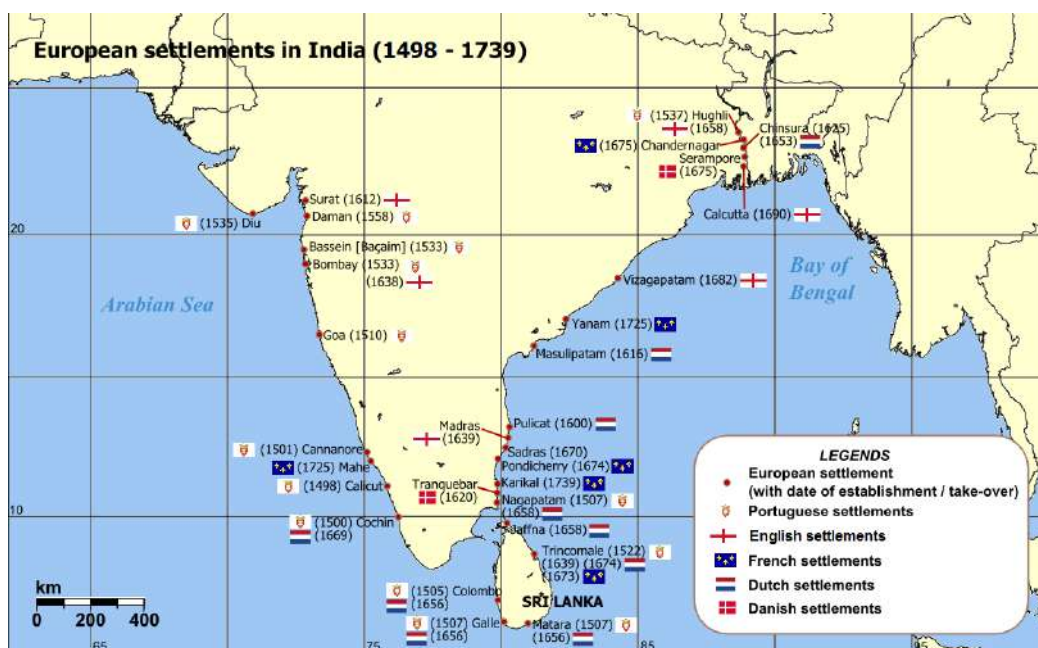 European settlements in India (1498 - 1739)
(1537) Hughli
(1658)
Chinsura (1625)
(1653)
(1675) Chandernagar
Serampore
(1675)
Calcutta (1690)
Surat (1612)
Daman (1558)
(1535) Diu
20
Bassein [Baçaim] (1533)
Bombay (1533)
(1638)
Arabian Sea
Bay of
Bengal
Vizagapatam (1682)
Goa (1510)
Yanam (1725)
Masulipatam (1616)
Madras
(1639)
Pulicat (1600)
Sadras (1670)
Pondicherry (1674)
(1501) Cannanore
(1725) Mahe
(1498) Calicut
Tranquebar
(1620)
Karikal (1739)
Nagapatam (1507)
(1658)
10
(1500) Cochin
(1669)
Jaffna (1658)
Trincomale (1522)
(1639) (1674)
(1673)
(1505) Colombo
(1656)
SRI LANKA
(1507) Galle
(1656)
Matara (1507)
(1656)
km
0 200 400
65
75
85
95
LEGENDS
European settlement
(with date of establishment / take-over)
Portuguese settlements
English settlements
French settlements
Dutch settlements
Danish settlements